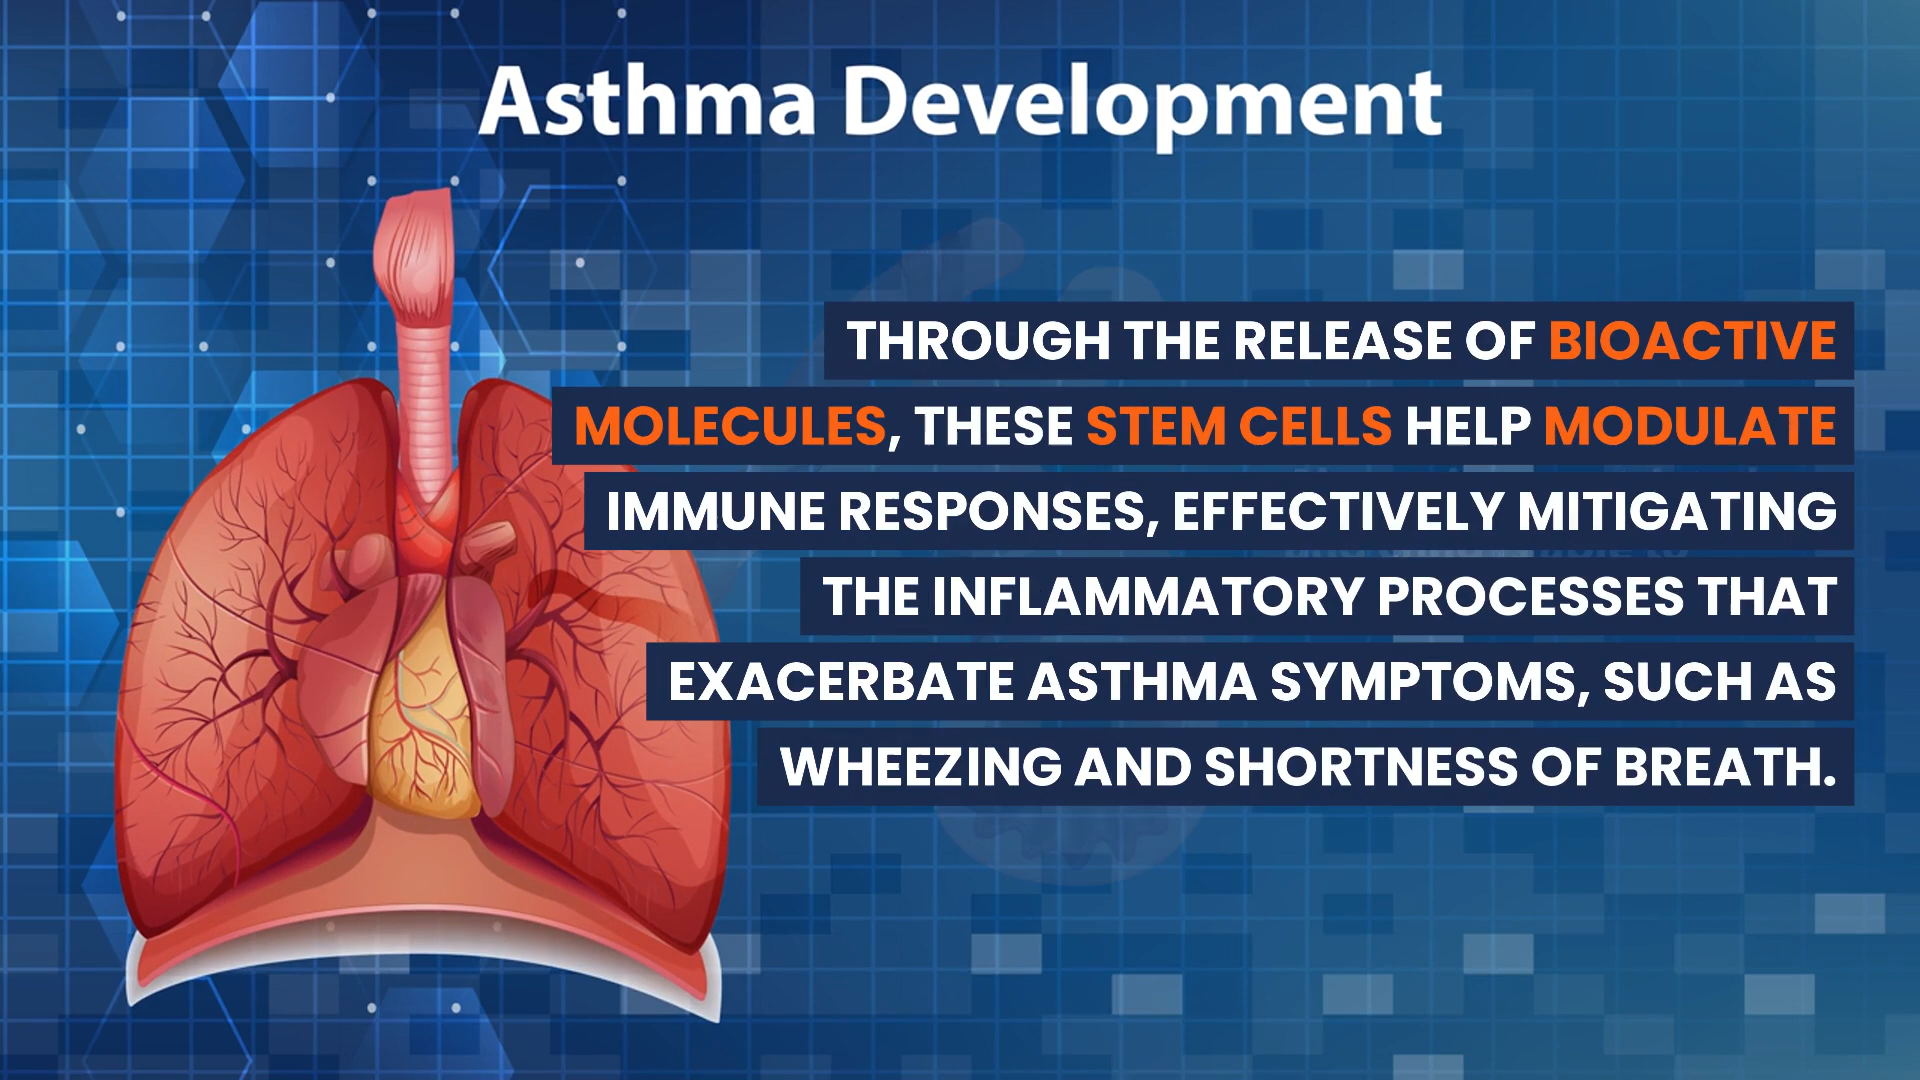 Asthma Development
THROUGH THE RELEASE OF BIOACTIVE
MOLECULES, THESE STEM CELLS HELP MODULATE
IMMUNE RESPONSES, EFFECTIVELY MITIGATING
THE INFLAMMATORY PROCESSES THAT
EXACERBATE ASTHMA SYMPTOMS, SUCH AS
WHEEZING AND SHORTNESS OF BREATH.